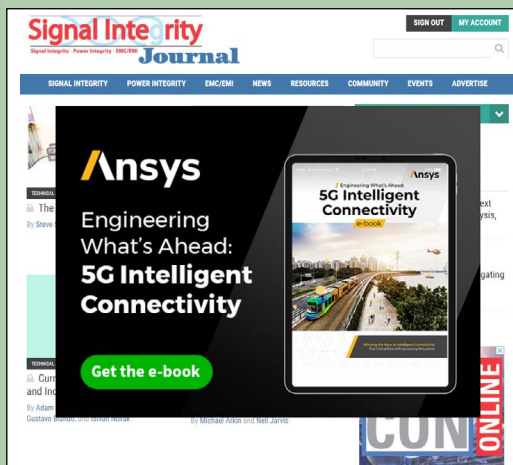 Signal Integrity
Signal Integrity · Power Integrity · EMC/EMI
Journal
SIGN OUT
MY ACCOUNT
SIGNAL INTEGRITY POWER INTEGRITY EMC/EMI NEWS RESOURCES COMMUNITY EVENTS ADVERTISE
TECHNICAL
The
By Steve
Ansys
Engineering
What's Ahead:
5G Intelligent
Connectivity
Get the e-book
Ansys
Engineering What's Ahead:
5G Intelligent
Connectivity
e-book
ext
ysis,
gating
TECHNICAL
Curr
and Ind
By Adam
Gustavo Blando, and Istvan Novak
By Michael Arkin and Neil Jarvis
CON
ONLINE